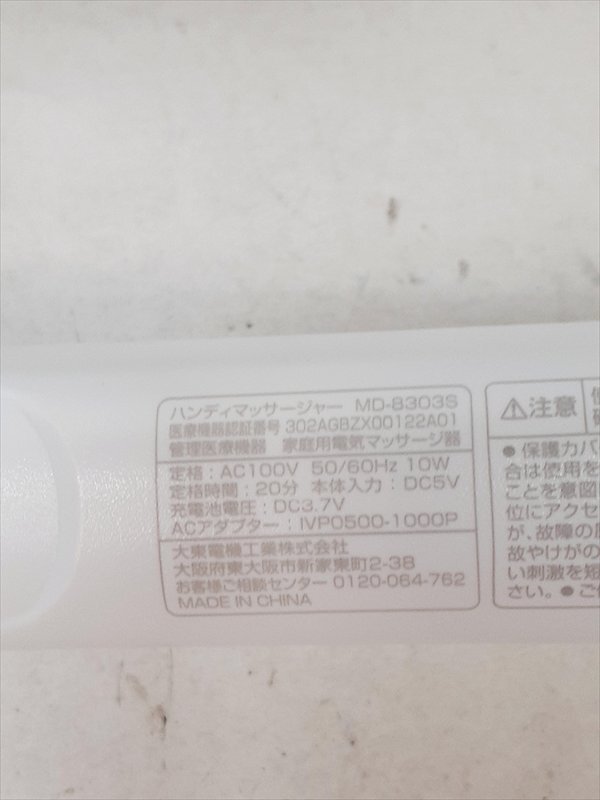 ハンディマッサージャー MD-8303S
医療機器認証番号 302AGBZX00122A01
管理医療機器 家庭用電気マッサージ器
定格：AC100V 50/60Hz 10W
定格時間：20分 本体入力：DC5V
充電池電圧：DC3.7V
ACアダプター：IVP0500-1000P
大東電機工業株式会社
大阪府東大阪市新家東町2-38
お客様ご相談センター 0120-064-762
MADE IN CHINA
⚠注意
●保護カバ
合は使用を
ことを意図
位にアクセ
が、故障の
故やけがの
い刺激を短
さい。●ご